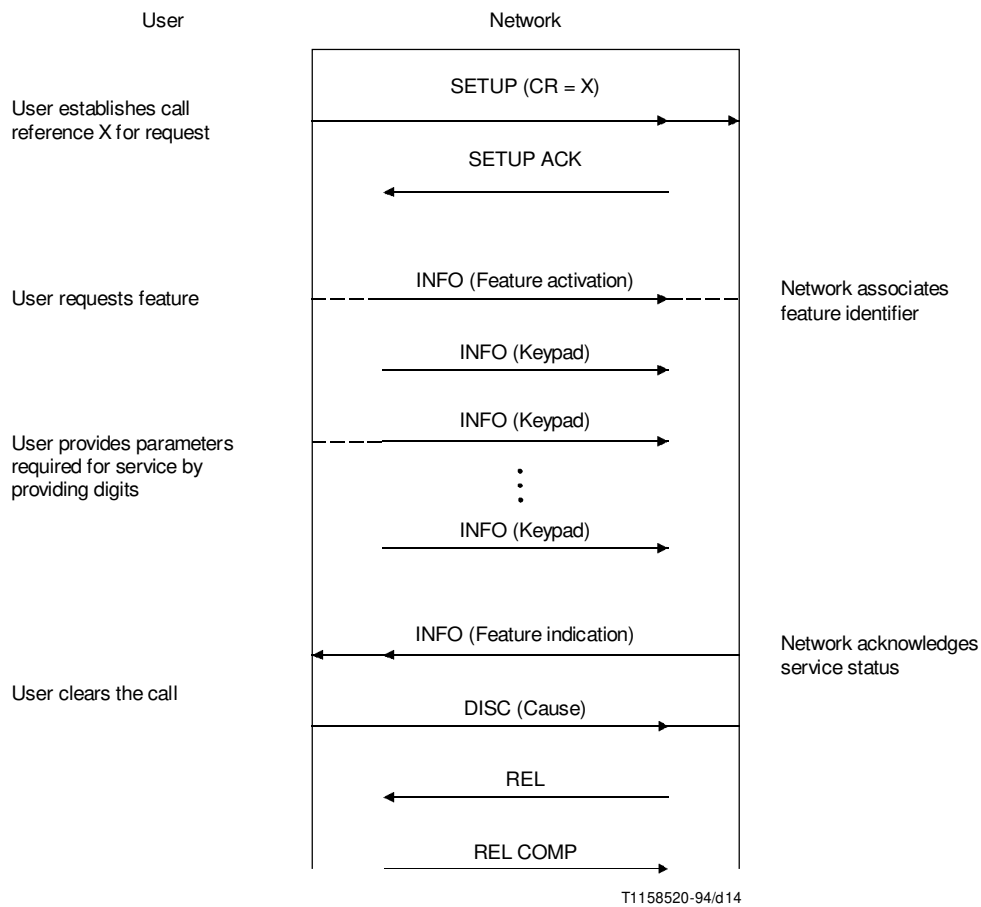 User
Network
SETUP (CR = X)
User establishes call
reference X for request
SETUP ACK
INFO (Feature activation)
User requests feature
Network associates
feature identifier
INFO (Keypad)
INFO (Keypad)
User provides parameters
required for service by
providing digits
INFO (Keypad)
INFO (Feature indication)
Network acknowledges
service status
User clears the call
DISC (Cause)
REL
REL COMP
T1158520-94/d14